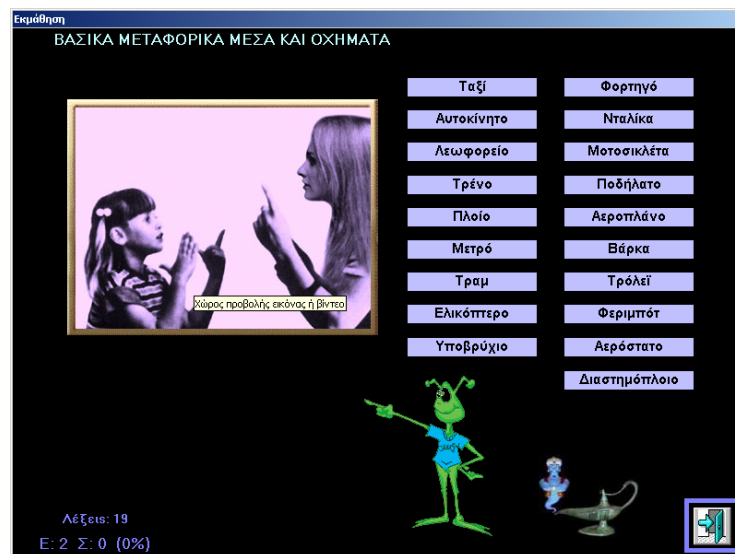 Εκμάθηση
ΒΑΣΙΚΑ ΜΕΤΑΦΟΡΙΚΑ ΜΕΣΑ ΚΑΙ ΟΧΗΜΑΤΑ
Ταξί
Φορτηγό
Αυτοκίνητο
Νταλίκα
Λεωφορείο
Μοτοσικλέτα
Τρένο
Ποδήλατο
Πλοίο
Αεροπλάνο
Μετρό
Βάρκα
Τραμ
Τρόλεϊ
Ελικόπτερο
Φεριμπότ
Υποβρύχιο
Αερόστατο
Διαστημόπλοιο
Χώρος προβολής εικόνας ή βίντεο
Λέξεις: 19
Ε: 2 Σ: 0 (0%)